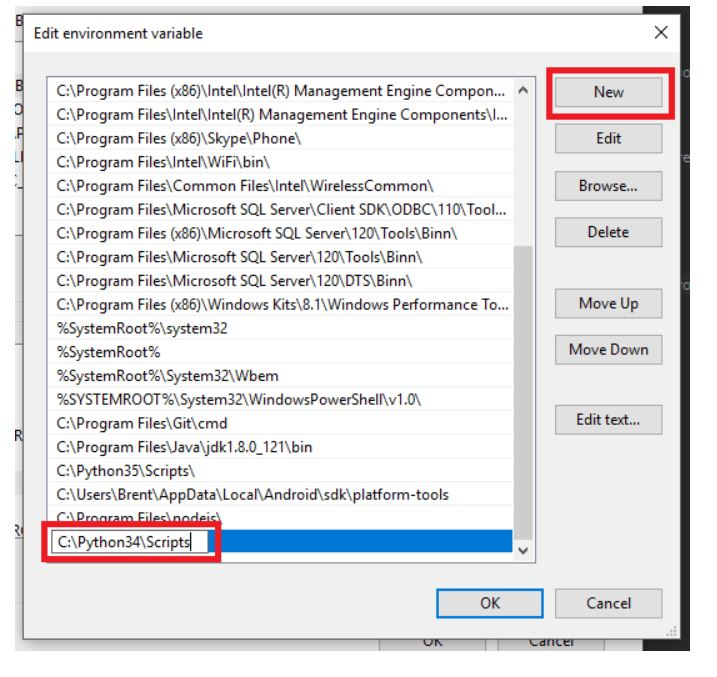 Edit environment variable
C:\Program Files (x86)\Intel\Intel(R) Management Engine Compon...
New
C:\Program Files\Intel\Intel(R) Management Engine Components\I...
C:\Program Files (x86)\Skype\Phone\
Edit
C:\Program Files\Intel\WiFi\bin\
C:\Program Files\Common Files\Intel\WirelessCommon\
Browse...
C:\Program Files\Microsoft SQL Server\Client SDK\ODBC\110\Tool...
C:\Program Files (x86)\Microsoft SQL Server\120\Tools\Binn\
Delete
C:\Program Files\Microsoft SQL Server\120\Tools\Binn\
C:\Program Files\Microsoft SQL Server\120\DTS\Binn\
C:\Program Files (x86)\Windows Kits\8.1\Windows Performance To...
Move Up
%SystemRoot%\system32
%SystemRoot%
Move Down
%SystemRoot%\System32\Wbem
%SYSTEMROOT%\System32\WindowsPowerShell\v1.0\
C:\Program Files\Git\cmd
Edit text...
C:\Program Files\Java\jdk1.8.0_121\bin
C:\Python35\Scripts\
C:\Users\Brent\AppData\Local\Android\sdk\platform-tools
C:\Program Files\nodejs\
C:\Python34\Scripts
OK
Cancel
OK
Cancel